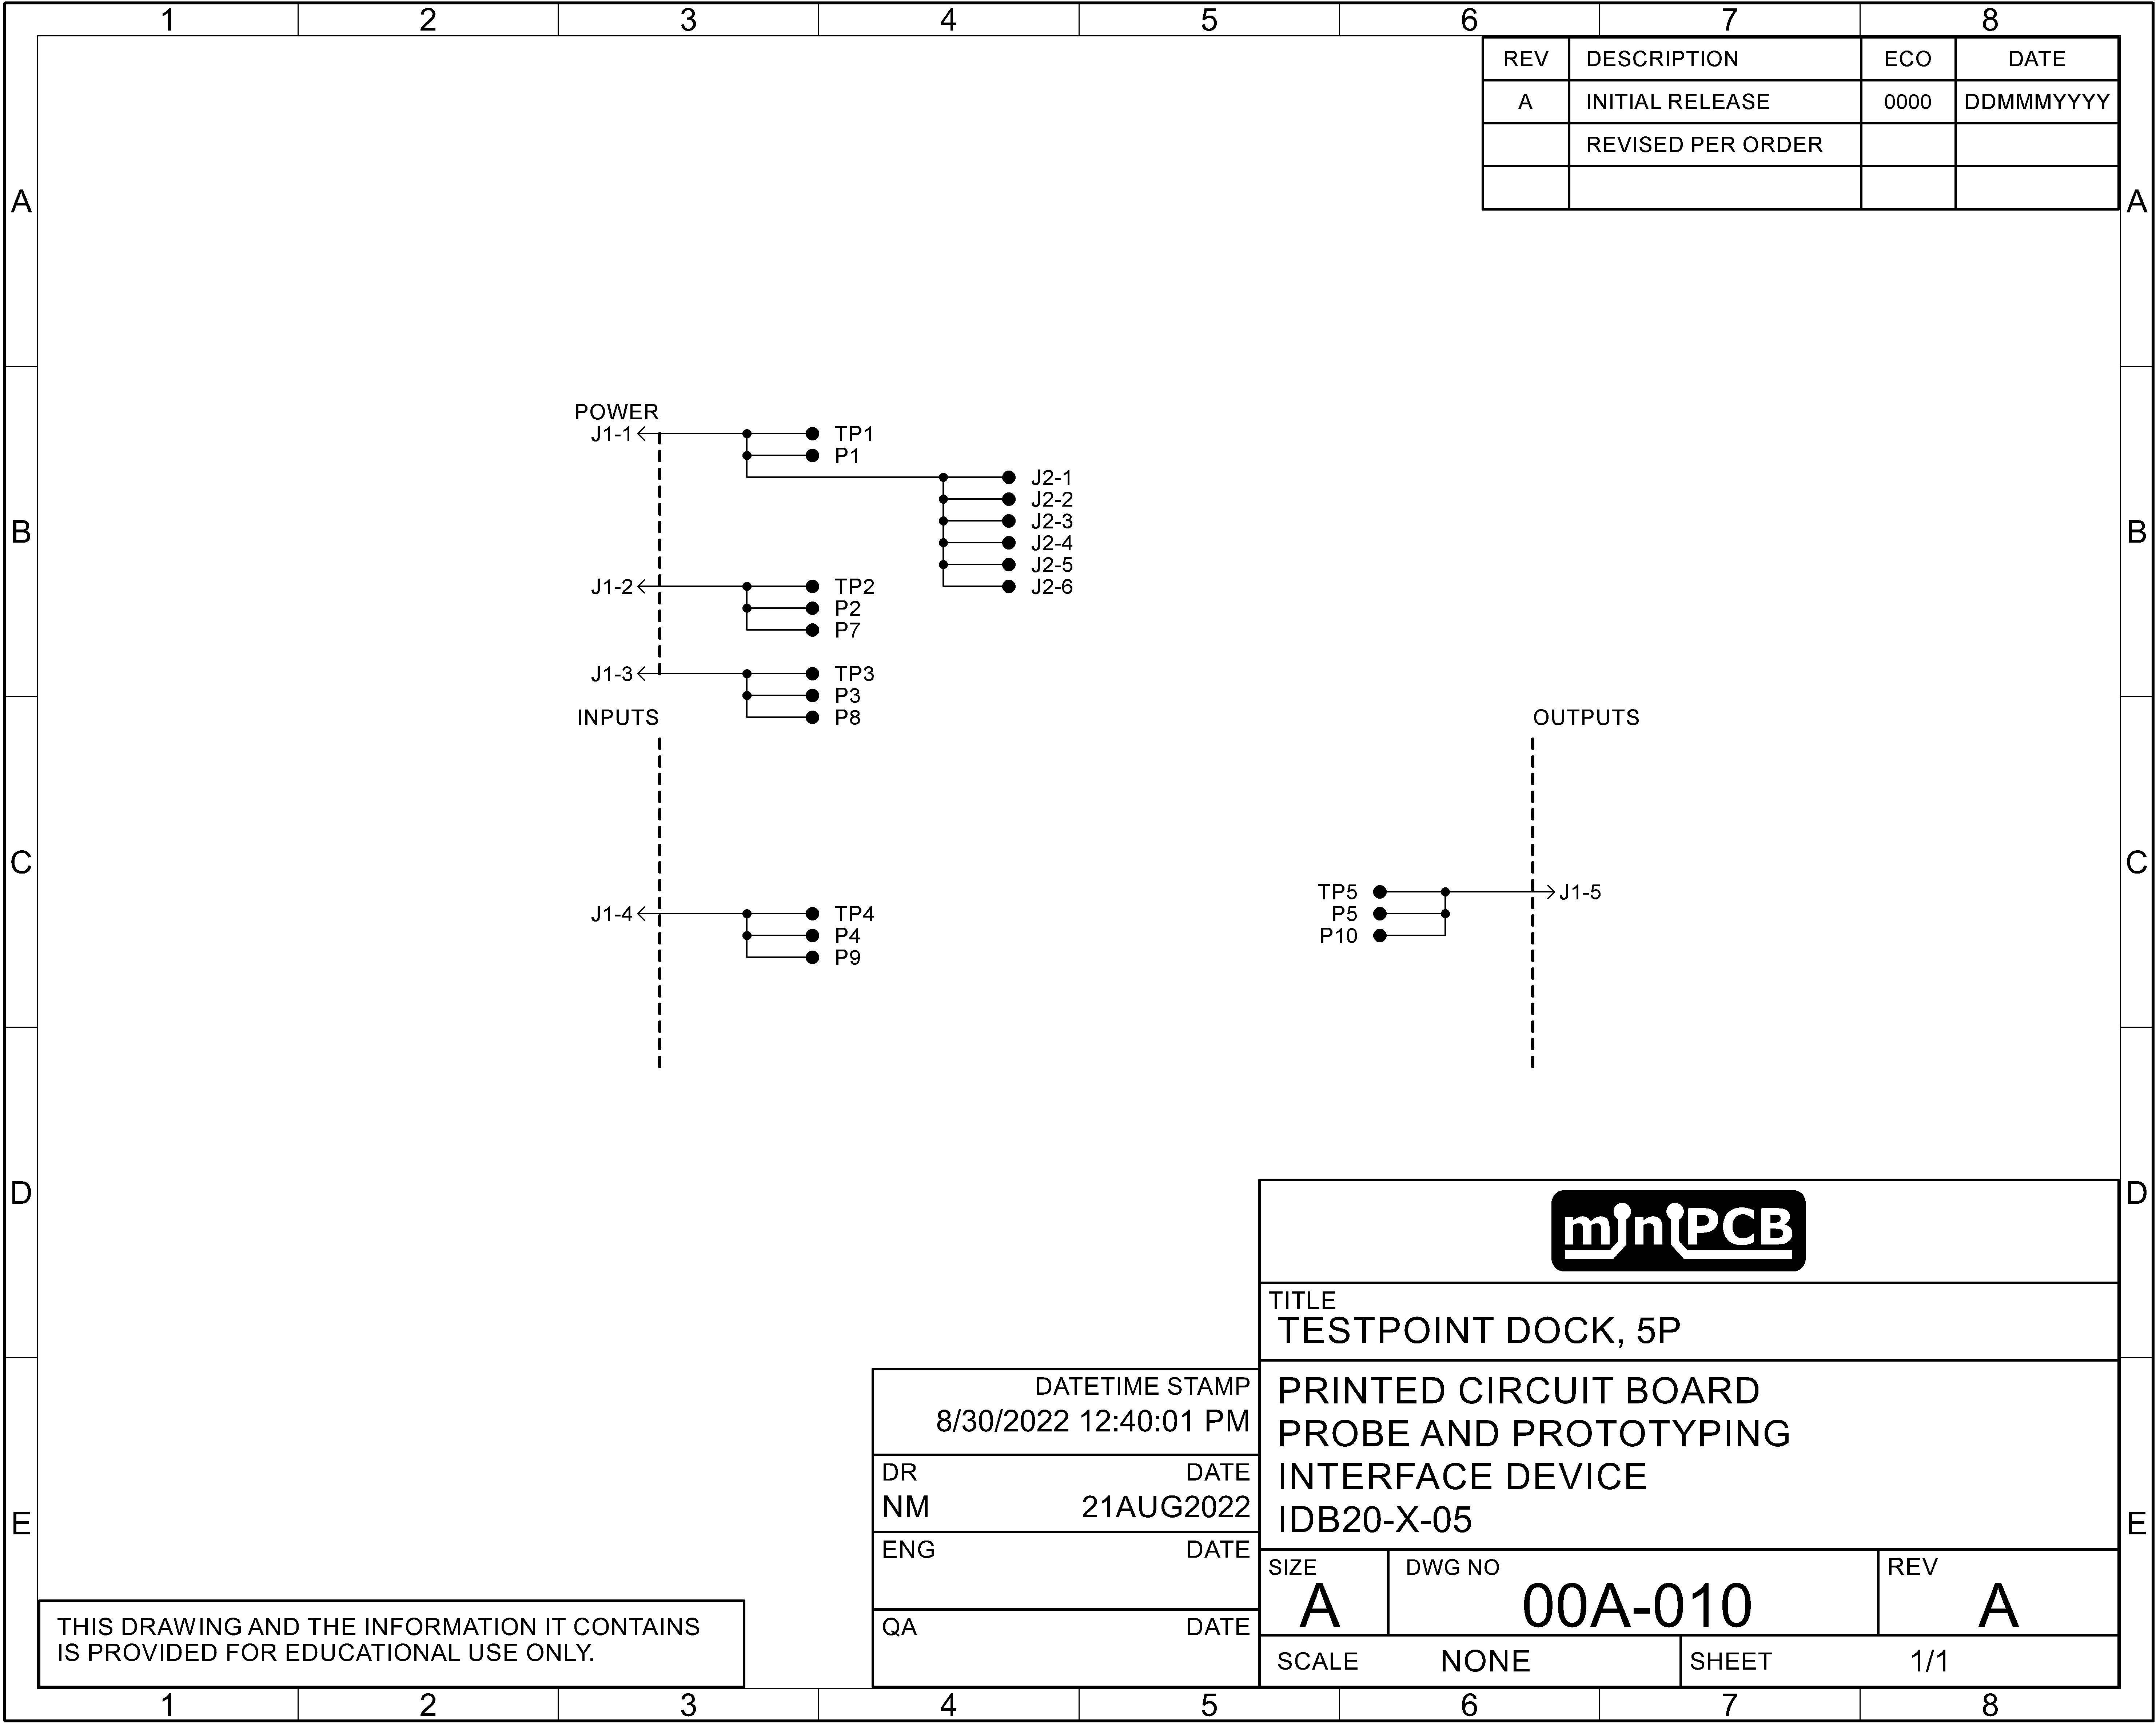 1 2 3 4 5 6 7 8
REV DESCRIPTION ECO DATE
A INITIAL RELEASE 0000 DDMMMYYYY
REVISED PER ORDER
A A
POWER
J1-1 TP1
P1
J2-1
J2-2
J2-3
J2-4
J2-5
J2-6
B B
J1-2 TP2
P2
P7
J1-3 TP3
P3
P8
INPUTS
OUTPUTS
C C
J1-4 TP4
P4
P9
TP5 J1-5
P5
P10
D D
miniPCB
TITLE
TESTPOINT DOCK, 5P
PRINTED CIRCUIT BOARD
PROBE AND PROTOTYPING
INTERFACE DEVICE
IDB20-X-05
DATETIME STAMP
8/30/2022 12:40:01 PM
DR DATE
NM 21AUG2022
ENG DATE
QA DATE
E E
SIZE DWG NO REV
A 00A-010 A
SCALE NONE SHEET 1/1
THIS DRAWING AND THE INFORMATION IT CONTAINS
IS PROVIDED FOR EDUCATIONAL USE ONLY.
1 2 3 4 5 6 7 8